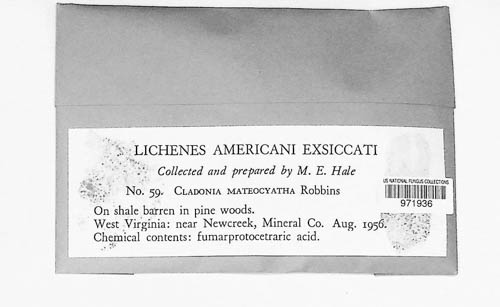 LICHENES AMERICANI EXSICCATI
Collected and prepared by M. E. Hale
No. 59. CLADONIA MATEOCYATHA Robbins
On shale barren in pine woods.
West Virginia: near Newcreek, Mineral Co. Aug. 1956.
Chemical contents: fumarprotocetraric acid.
US NATIONAL FUNGUS COLLECTIONS
971936